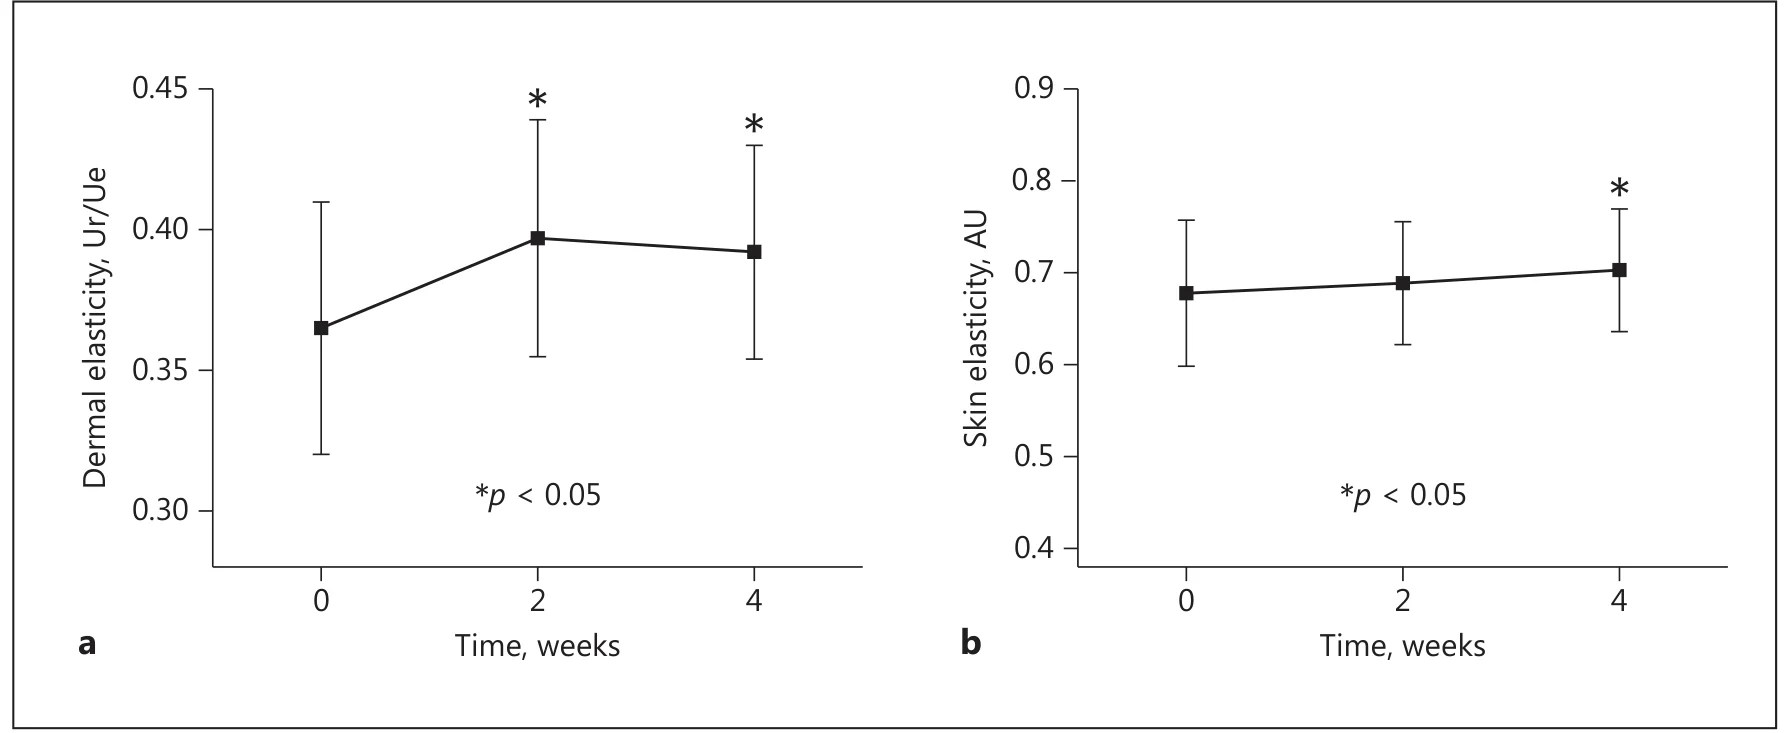 0.45
0.40
0.35
0.30
Dermal elasticity, Ur/Ue
*
*
*p < 0.05
0 2 4
Time, weeks
a
0.9
0.8
0.7
0.6
0.5
0.4
Skin elasticity, AU
*
*p < 0.05
0 2 4
Time, weeks
b